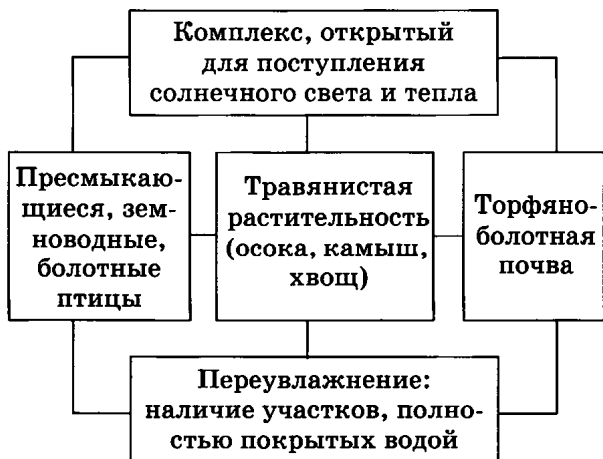 Комплекс, открытый
для поступления
солнечного света и тепла
Пресмыкаю-
щиеся, зем-
новодные,
болотные
птицы
Травянистая
растительность
(осока, камыш,
хвощ)
Торфяно-
болотная
почва
Переувлажнение:
наличие участков, полно-
стью покрытых водой